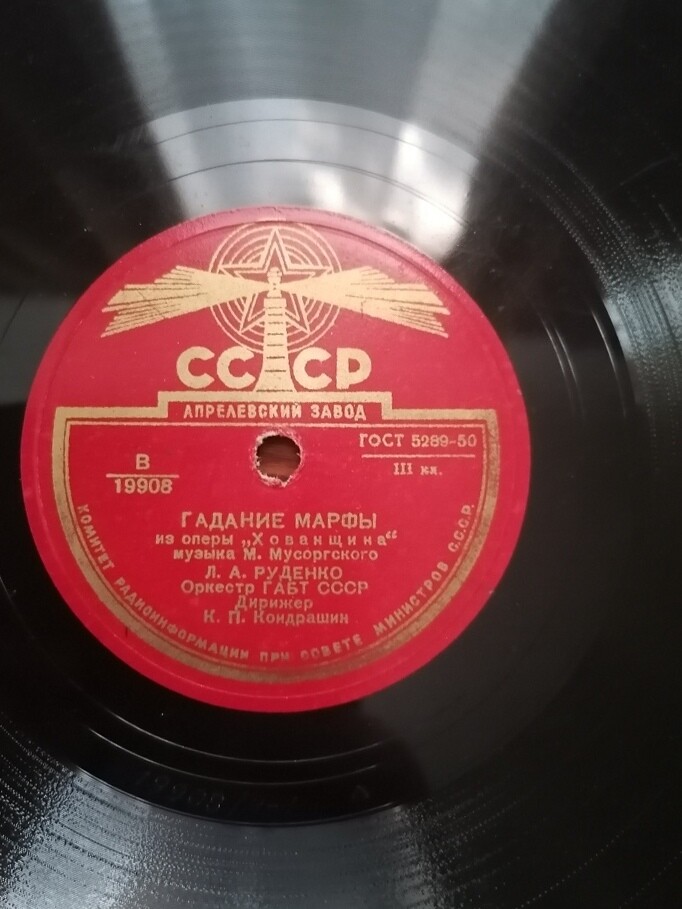 СССР
АПРЕЛЕВСКИЙ ЗАВОД
ГОСТ 5289-50
В
19908
III кл.
ГАДАНИЕ МАРФЫ
из оперы „Хованщина“
музыка М. Мусоргского
Л. А. РУДЕНКО
Оркестр ГАБТ СССР
Дирижер
К. П. Кондрашин
КОМИТЕТ РАДИОИНФОРМАЦИИ ПРИ СОВЕТЕ МИНИСТРОВ С.С.С.Р.